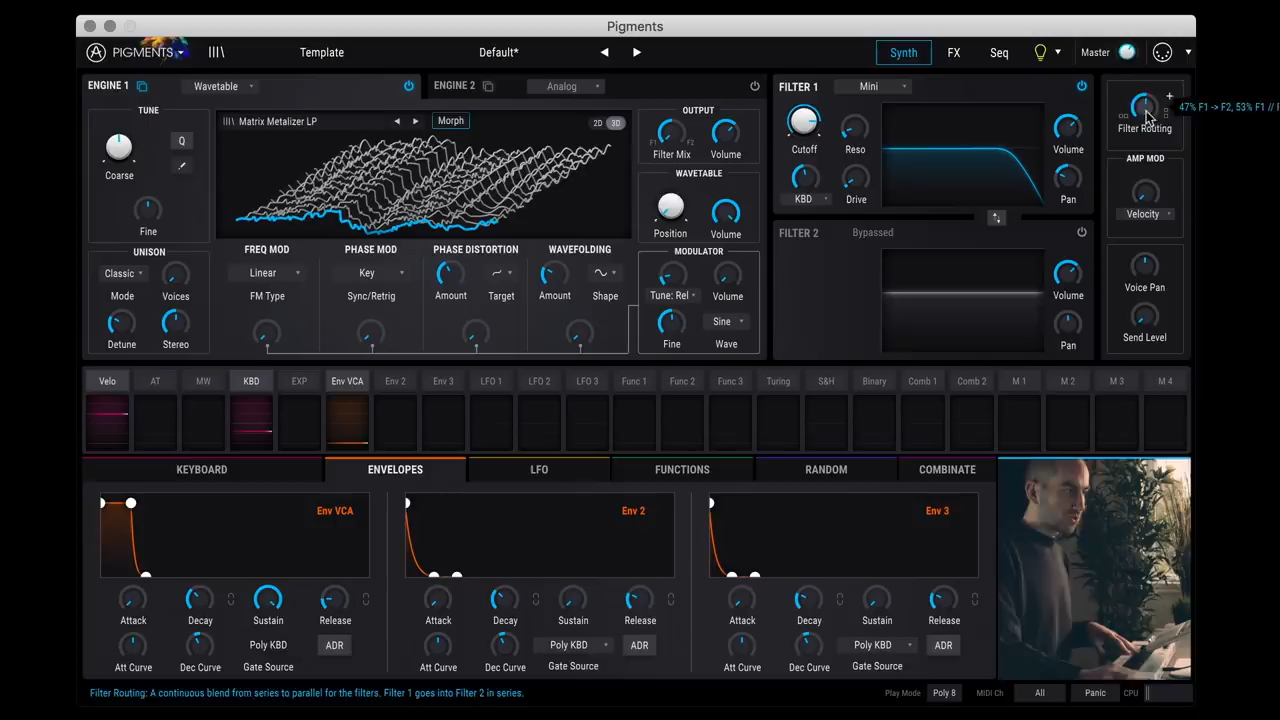 Pigments
PIGMENTS
Template
Default*
Synth
FX
Seq
Master
ENGINE 1
Wavetable
ENGINE 2
Analog
FILTER 1
Mini
TUNE
Coarse
Q
Fine
Matrix Metalizer LP
Morph
2D
3D
OUTPUT
F1
F2
Filter Mix
Volume
WAVETABLE
Position
Volume
Cutoff
Reso
KBD
Drive
Volume
Pan
47% F1 -> F2, 53% F1 //
Filter Routing
AMP MOD
Velocity
UNISON
Classic
Mode
Voices
Detune
Stereo
FREQ MOD
Linear
FM Type
PHASE MOD
Key
Sync/Retrig
PHASE DISTORTION
Amount
Target
WAVEFOLDING
Amount
Shape
MODULATOR
Tune: Rel
Volume
Fine
Sine
Wave
FILTER 2
Bypassed
Volume
Pan
Voice Pan
Send Level
Velo
AT
MW
KBD
EXP
Env VCA
Env 2
Env 3
LFO 1
LFO 2
LFO 3
Func 1
Func 2
Func 3
Turing
S&H
Binary
Comb 1
Comb 2
M 1
M 2
M 3
M 4
KEYBOARD
ENVELOPES
LFO
FUNCTIONS
RANDOM
COMBINATE
Env VCA
Attack
Decay
Sustain
Release
Att Curve
Dec Curve
Poly KBD
Gate Source
ADR
Env 2
Attack
Decay
Sustain
Release
Att Curve
Dec Curve
Poly KBD
Gate Source
ADR
Env 3
Attack
Decay
Sustain
Release
Att Curve
Dec Curve
Poly KBD
Gate Source
ADR
Filter Routing: A continuous blend from series to parallel for the filters. Filter 1 goes into Filter 2 in series.
Play Mode
Poly 8
MIDI Ch
All
Panic
CPU